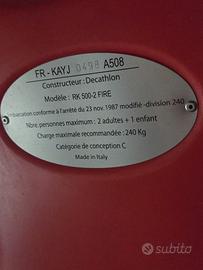 FR - KAYJ 0498 A508
Constructeur : Decathlon
Modèle : RK 500-2 FIRE
Embarcation conforme à l'arrêté du 23 nov. 1987 modifié -division 240
Nbre. personnes maximum : 2 adultes + 1 enfant
Charge maximale recommandée : 240 Kg
Catégorie de conception C
Made in Italy
subito